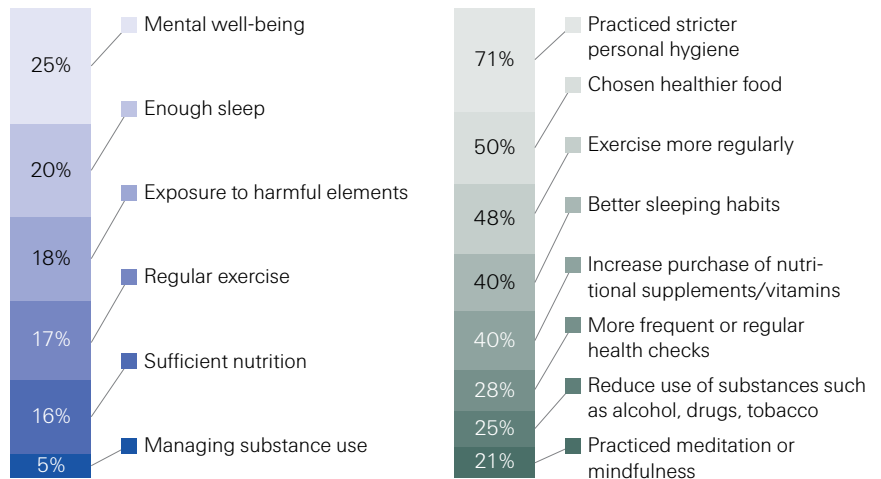 25%
Mental well-being
20%
Enough sleep
18%
Exposure to harmful elements
17%
Regular exercise
16%
Sufficient nutrition
5%
Managing substance use
71%
Practiced stricter
personal hygiene
50%
Chosen healthier food
48%
Exercise more regularly
40%
Better sleeping habits
40%
Increase purchase of nutri-
tional supplements/vitamins
28%
More frequent or regular
health checks
25%
Reduce use of substances such
as alcohol, drugs, tobacco
21%
Practiced meditation or
mindfulness